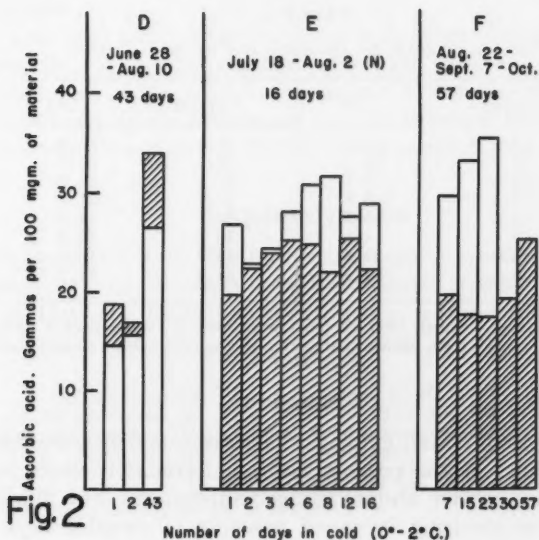 D
June 28
-Aug. 10
43 days
E
July 18 - Aug. 2 (N)
16 days
F
Aug. 22-
Sept. 7-Oct.
57 days
Ascorbic acid. Gammas per 100 mgm. of material
40
30
20
10
1 2 43
1 2 3 4 6 8 12 16
7 15 23 30 57
Fig.2
Number of days in cold (0°- 2°C.)